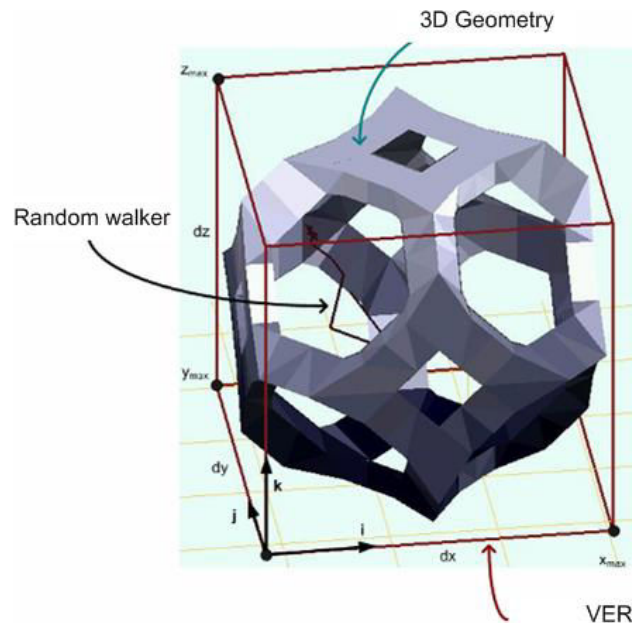 3D Geometry
zmax
Random walker
dz
ymax
dy
k
j
i
dx
xmax
VER